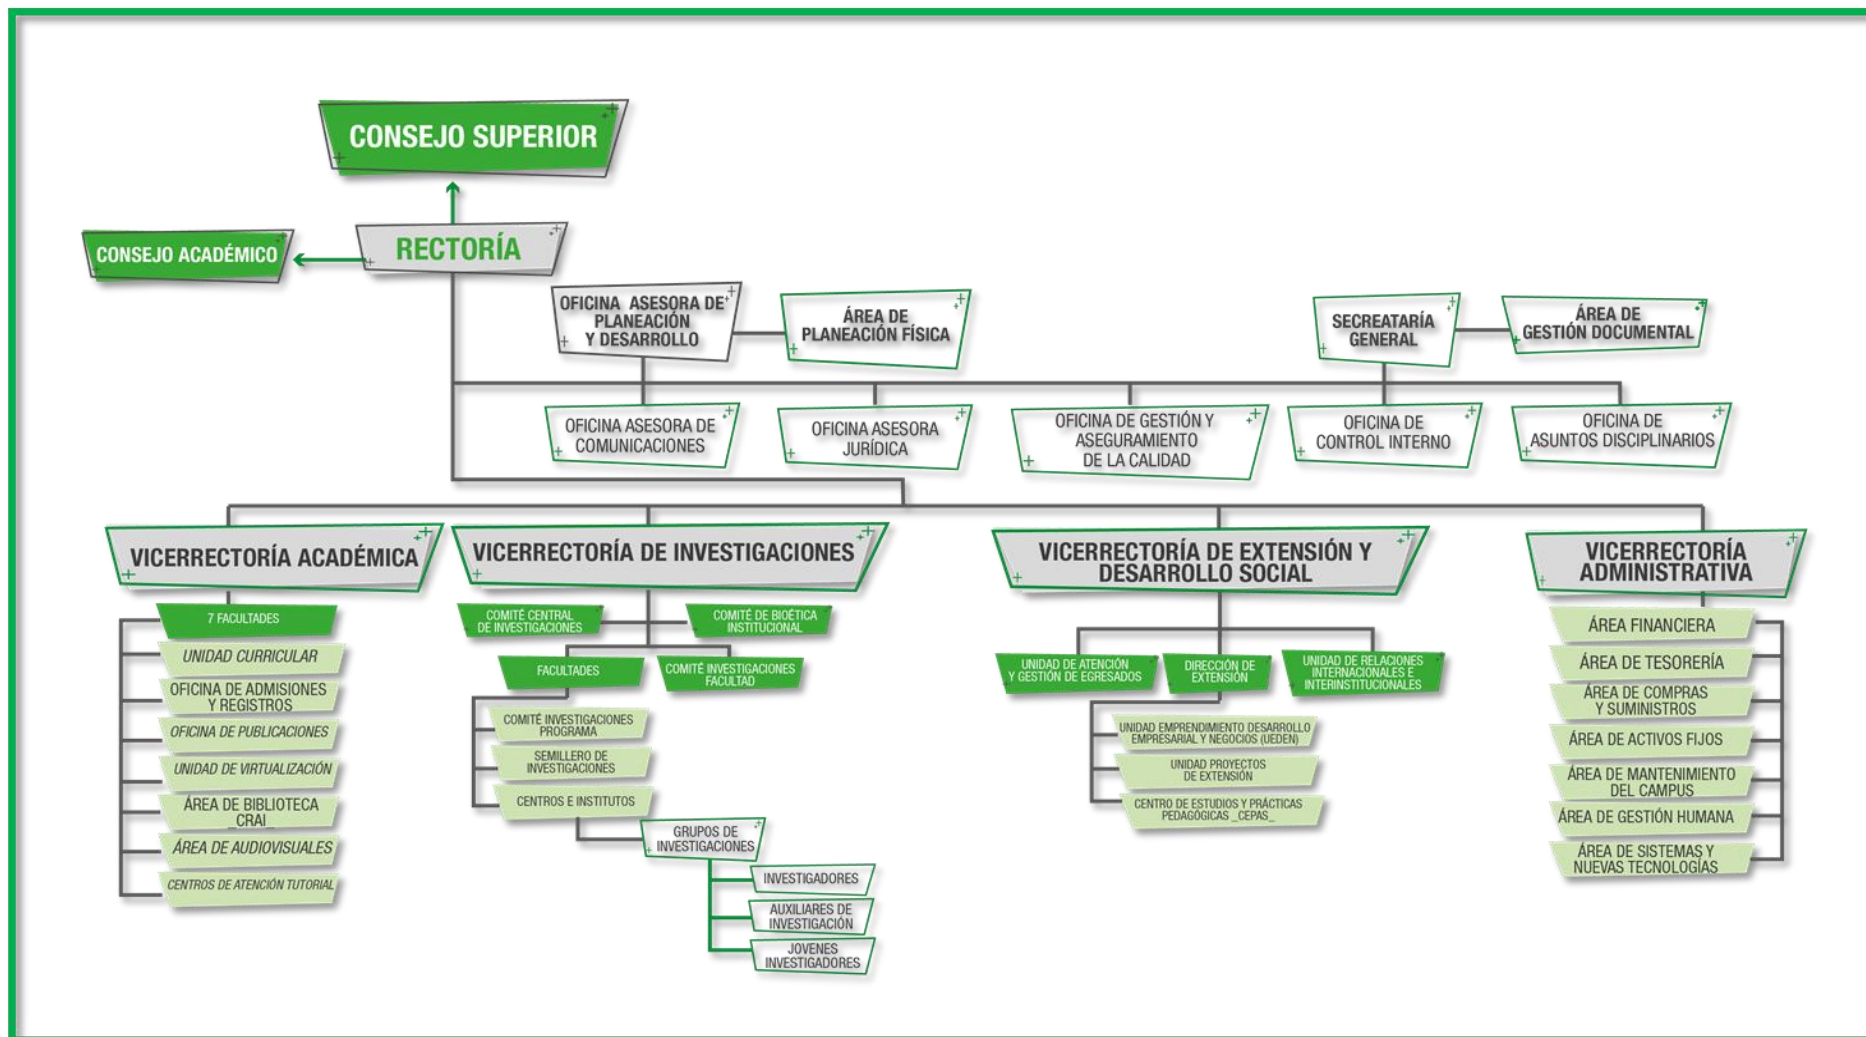 CONSEJO SUPERIOR
CONSEJO ACADÉMICO
RECTORÍA
OFICINA ASESORA DE
PLANEACIÓN
Y DESARROLLO
ÁREA DE
PLANEACIÓN FÍSICA
SECREATARÍA
GENERAL
ÁREA DE
GESTIÓN DOCUMENTAL
OFICINA ASESORA DE
COMUNICACIONES
OFICINA ASESORA
JURÍDICA
OFICINA DE GESTIÓN Y
ASEGURAMIENTO
DE LA CALIDAD
OFICINA DE
CONTROL INTERNO
OFICINA DE
ASUNTOS DISCIPLINARIOS
VICERRECTORÍA ACADÉMICA
7 FACULTADES
UNIDAD CURRICULAR
OFICINA DE ADMISIONES
Y REGISTROS
OFICINA DE PUBLICACIONES
UNIDAD DE VIRTUALIZACIÓN
ÁREA DE BIBLIOTECA
_CRAI_
ÁREA DE AUDIOVISUALES
CENTROS DE ATENCIÓN TUTORIAL
VICERRECTORÍA DE INVESTIGACIONES
COMITÉ CENTRAL
DE INVESTIGACIONES
COMITÉ DE BIOÉTICA
INSTITUCIONAL
FACULTADES
COMITÉ INVESTIGACIONES
FACULTAD
COMITÉ INVESTIGACIONES
PROGRAMA
SEMILLERO DE
INVESTIGACIONES
CENTROS E INSTITUTOS
GRUPOS DE
INVESTIGACIONES
INVESTIGADORES
AUXILIARES DE
INVESTIGACIÓN
JOVENES
INVESTIGADORES
VICERRECTORÍA DE EXTENSIÓN Y
DESARROLLO SOCIAL
UNIDAD DE ATENCIÓN
Y GESTIÓN DE EGRESADOS
DIRECCIÓN DE
EXTENSIÓN
UNIDAD DE RELACIONES
INTERNACIONALES E
INTERINSTITUCIONALES
UNIDAD EMPRENDIMIENTO DESARROLLO
EMPRESARIAL Y NEGOCIOS (UEDEN)
UNIDAD PROYECTOS
DE EXTENSIÓN
CENTRO DE ESTUDIOS Y PRÁCTICAS
PEDAGÓGICAS _CEPAS_
VICERRECTORÍA
ADMINISTRATIVA
ÁREA FINANCIERA
ÁREA DE TESORERÍA
ÁREA DE COMPRAS
Y SUMINISTROS
ÁREA DE ACTIVOS FIJOS
ÁREA DE MANTENIMIENTO
DEL CAMPUS
ÁREA DE GESTIÓN HUMANA
ÁREA DE SISTEMAS Y
NUEVAS TECNOLOGÍAS